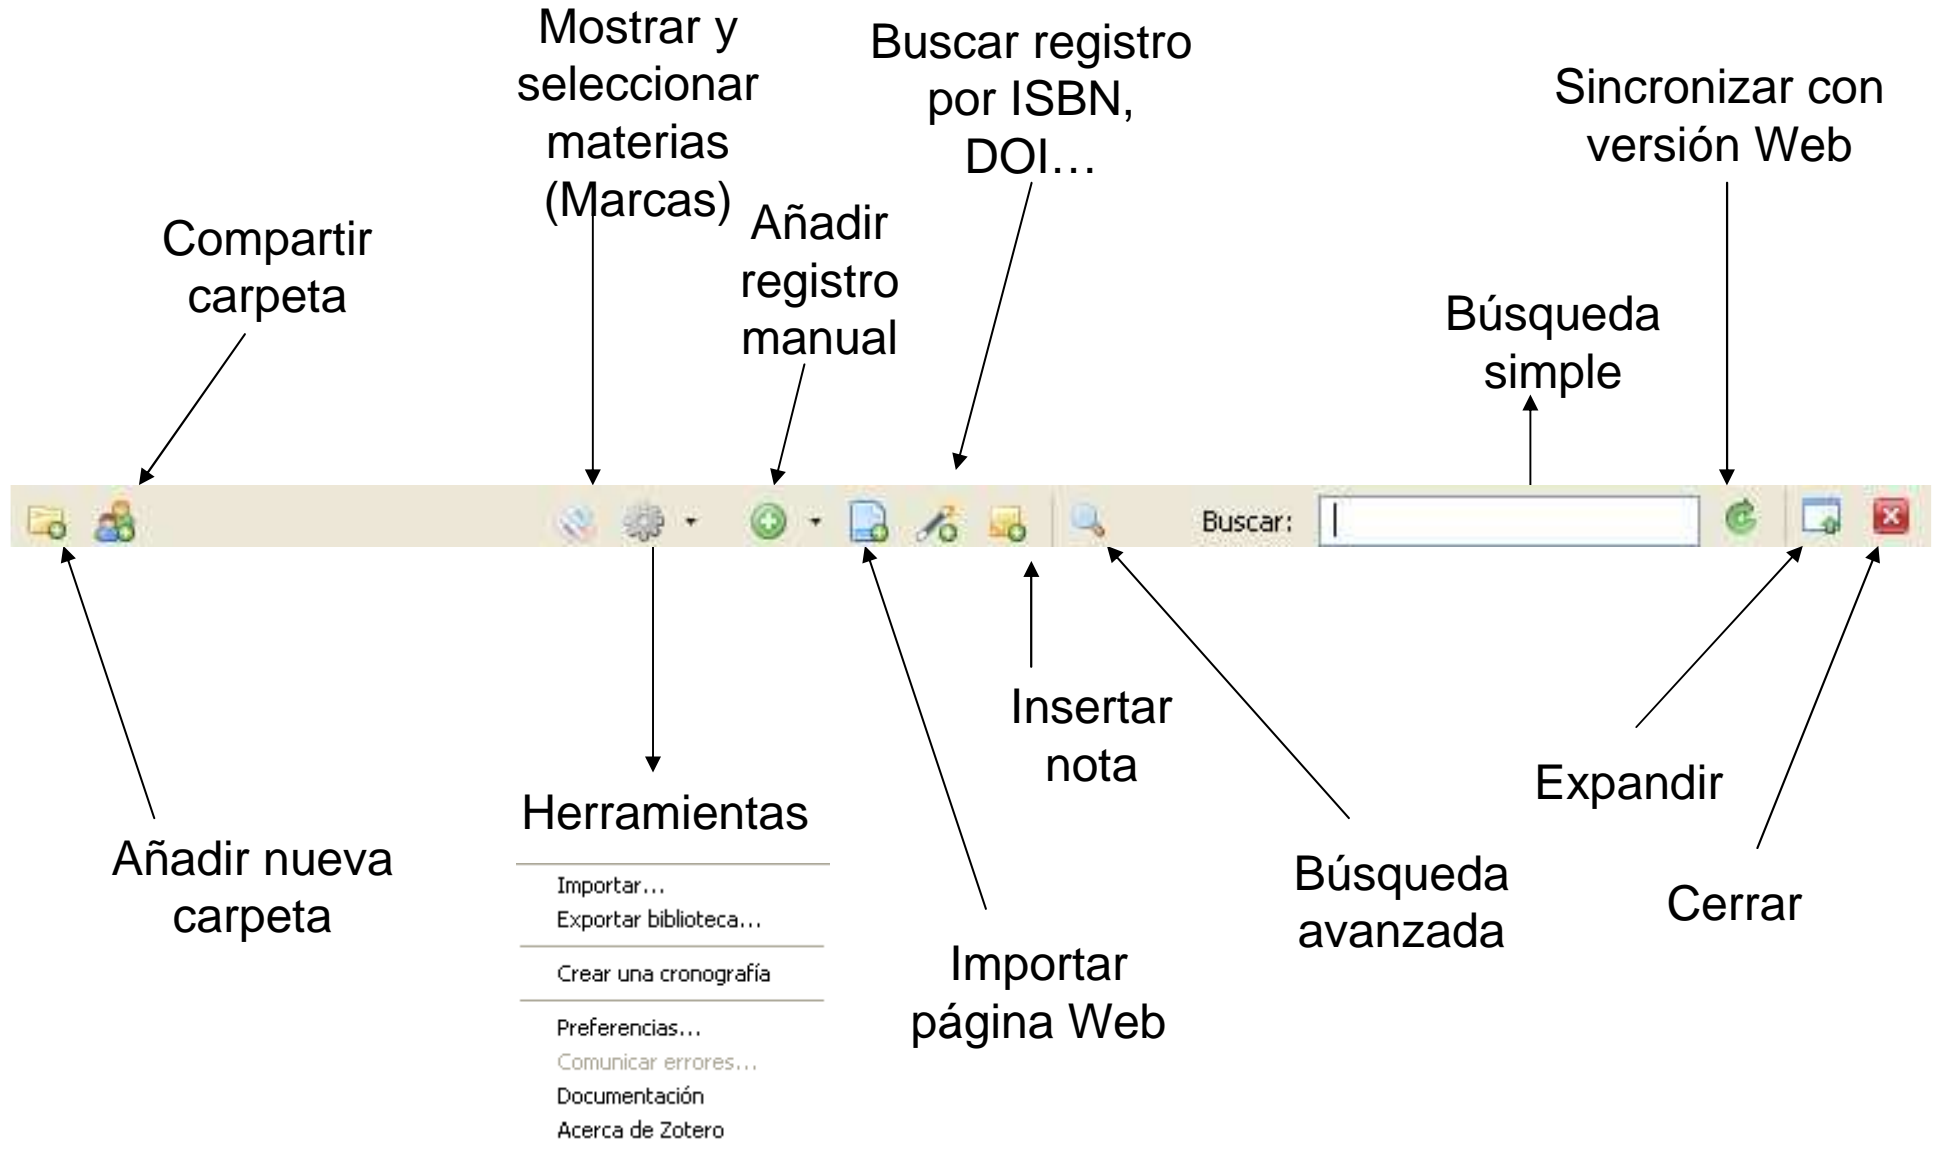 Mostrar y
seleccionar
materias
(Marcas)
Buscar registro
por ISBN,
DOI…
Sincronizar con
versión Web
Compartir
carpeta
Añadir
registro
manual
Búsqueda
simple
Buscar:
Insertar
nota
Expandir
Herramientas
Añadir nueva
carpeta
Búsqueda
avanzada
Cerrar
Importar...
Exportar biblioteca...
Crear una cronografía
Preferencias...
Comunicar errores...
Documentación
Acerca de Zotero
Importar
página Web